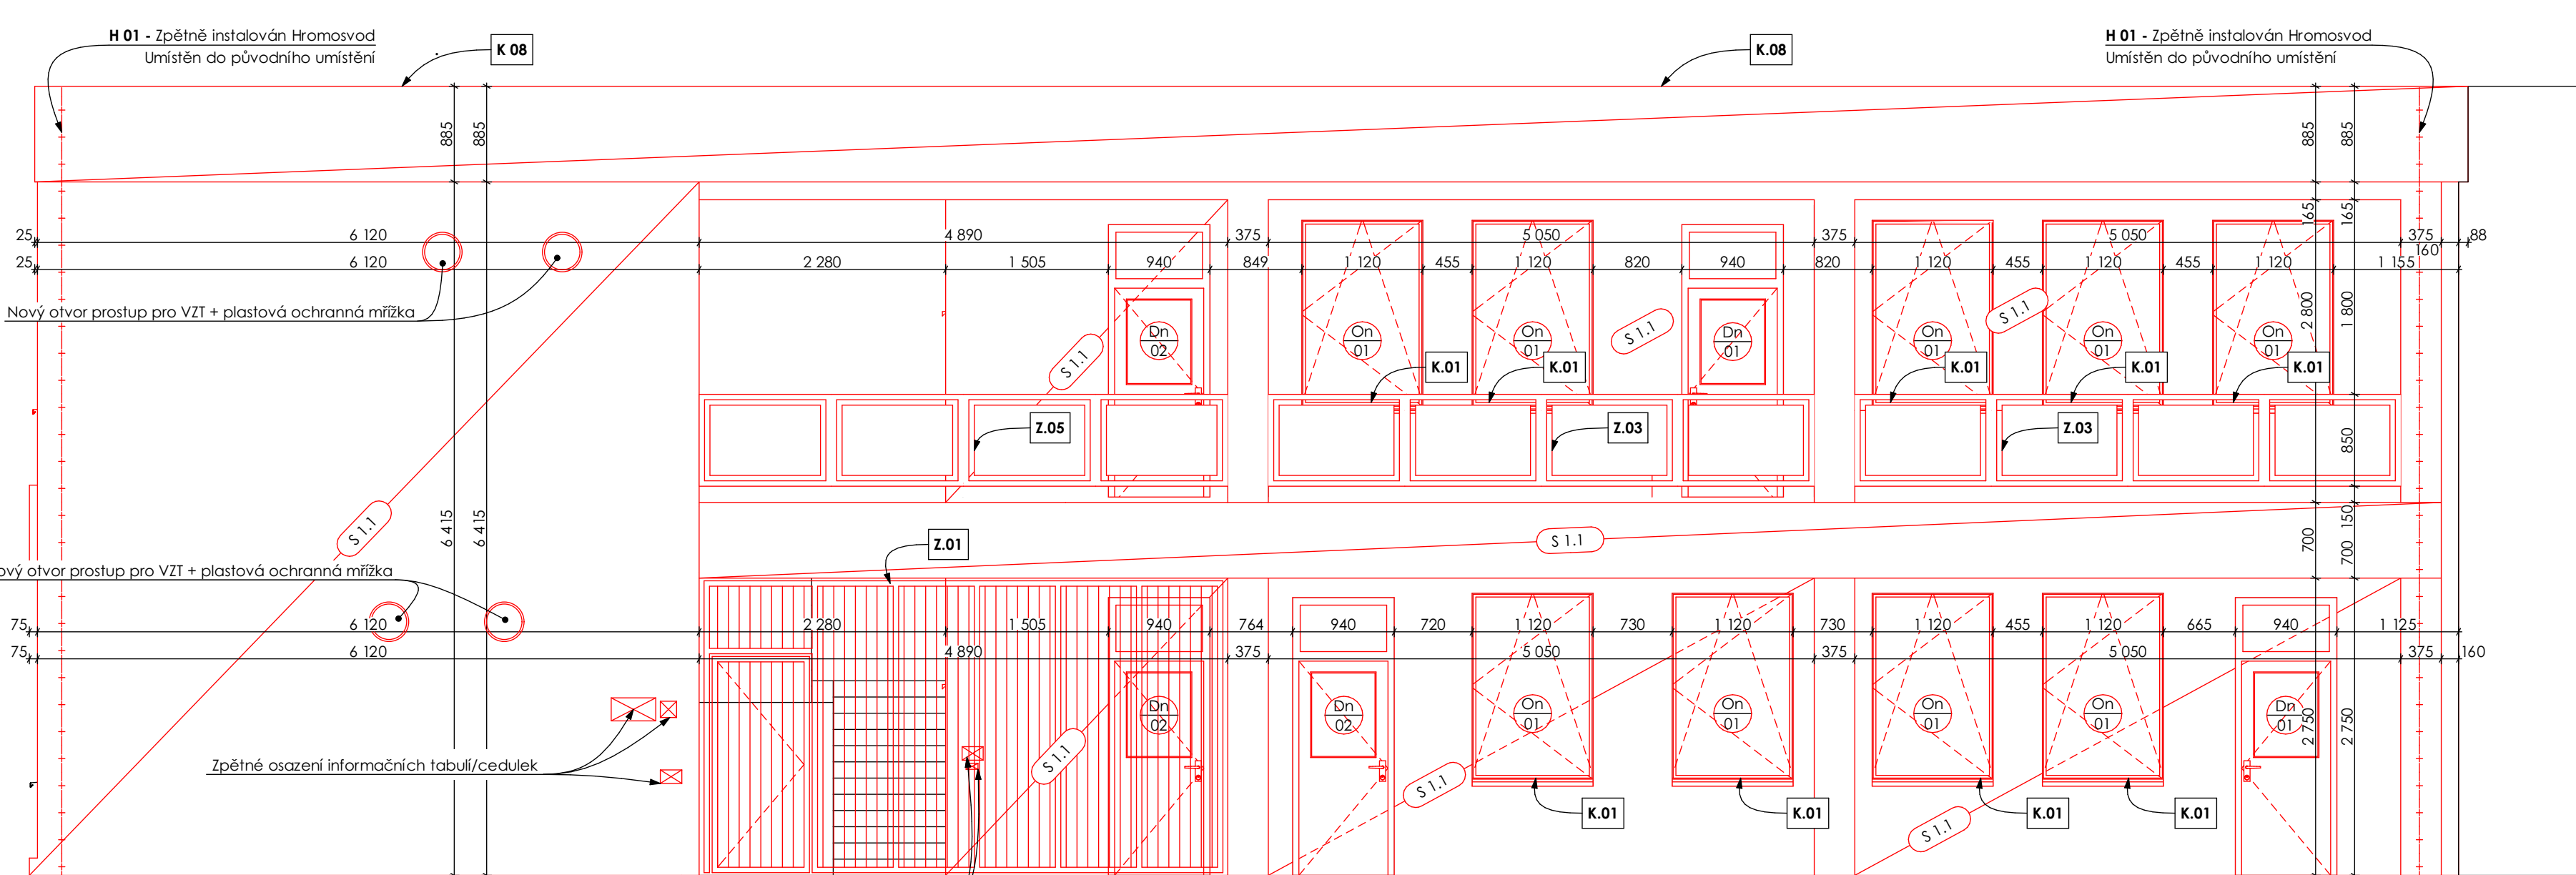 H 01 - Zpětně instalován Hromosvod
Umístěn do původního umístění
K 08
K.08
H 01 - Zpětně instalován Hromosvod
Umístěn do původního umístění
885
885
885
885
165
165
25
6 120
4 890
375
5 050
375
5 050
375
88
25
6 120
2 280
1 505
940
849
1 120
455
1 120
820
940
820
1 120
455
1 120
455
1 120
1 155
160
Nový otvor prostup pro VZT + plastová ochranná mřížka
S 1.1
S 1.1
S 1.1
2 800
1 800
Dn
02
On
01
On
01
Dn
01
On
01
On
01
On
01
K.01
K.01
K.01
K.01
K.01
Z.05
Z.03
Z.03
850
S 1.1
6 415
6 415
Z.01
S 1.1
700
150
700
ový otvor prostup pro VZT + plastová ochranná mřížka
75
6 120
2 280
1 505
940
764
940
720
1 120
730
1 120
730
1 120
455
1 120
665
940
1 125
75
6 120
4 890
375
5 050
375
5 050
375
160
Dn
02
Dn
02
On
01
On
01
On
01
On
01
Dn
01
2 750
2 750
Zpětné osazení informačních tabulí/cedulek
S 1.1
S 1.1
S 1.1
K.01
K.01
K.01
K.01